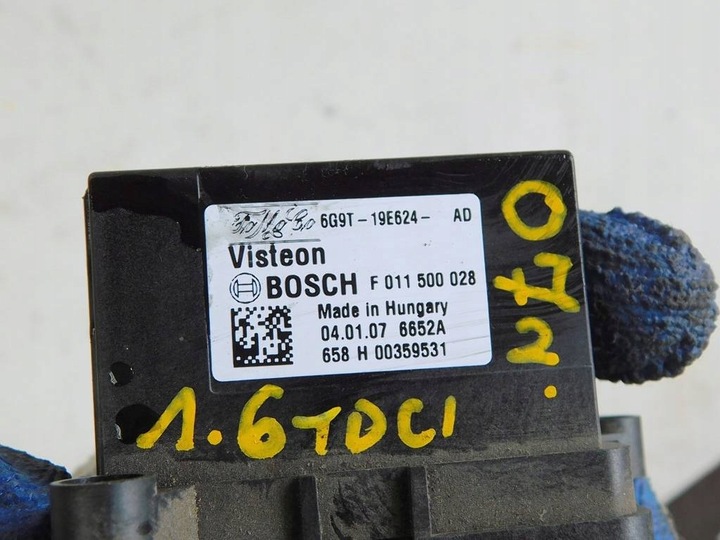 6G9T-19E624- AD
Visteon
BOSCH F 011 500 028
Made in Hungary
04.01.07 6652A
658 H 00359531
1.6TDCI